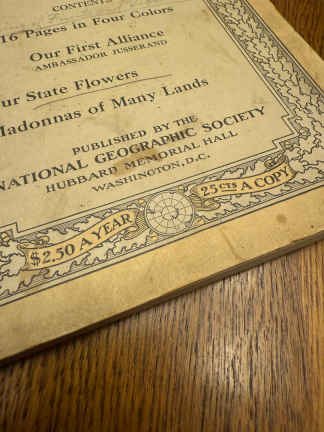 CONTENTS
16 Pages in Four Colors
Our First Alliance
AMBASSADOR JUSSERAND
ur State Flowers
Madonnas of Many Lands
PUBLISHED BY THE
NATIONAL GEOGRAPHIC SOCIETY
HUBBARD MEMORIAL HALL
WASHINGTON, D.C.
$2.50 A YEAR
25 CTS A COPY